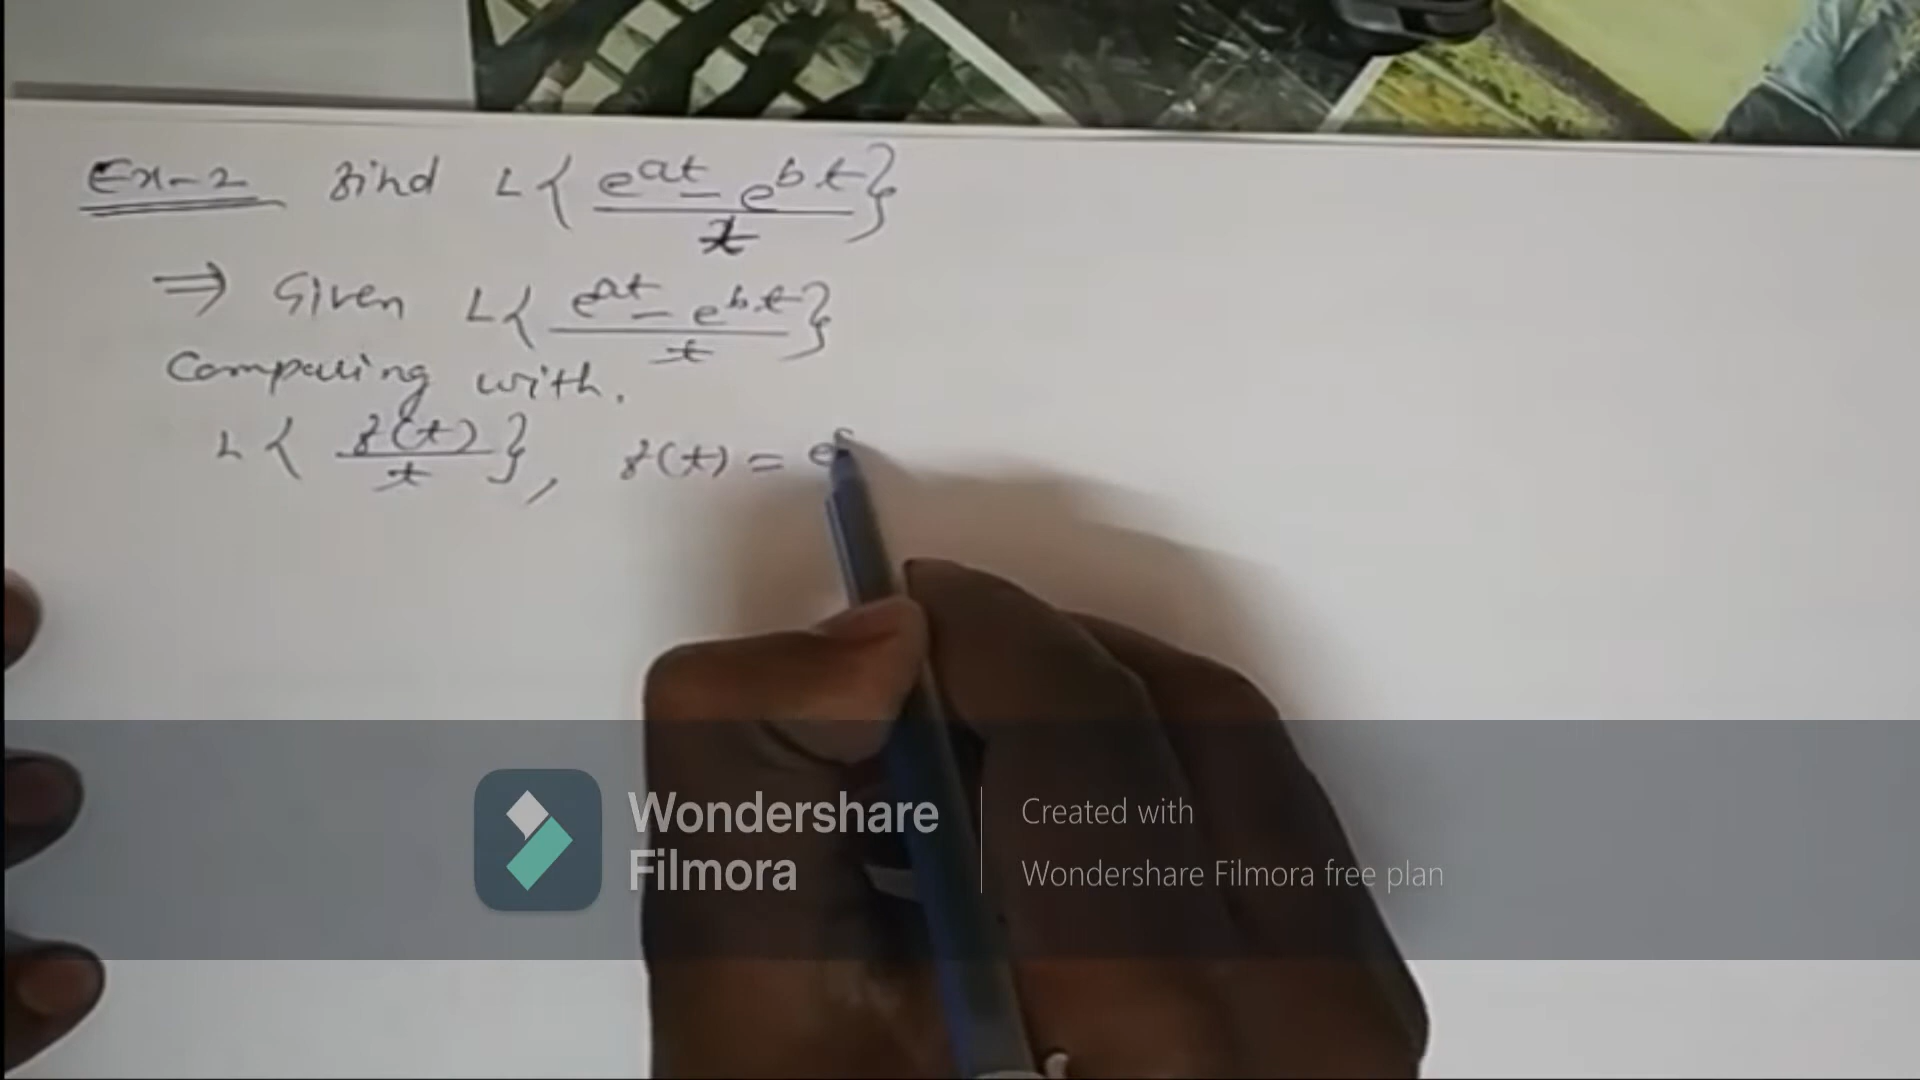 Ex-2 find L{ e^at - e^bt / t }
⇒ Given L{ e^at - e^bt / t }
Comparing with.
L{ f(t) / t }, f(t) = e
Wondershare
Filmora
Created with
Wondershare Filmora free plan